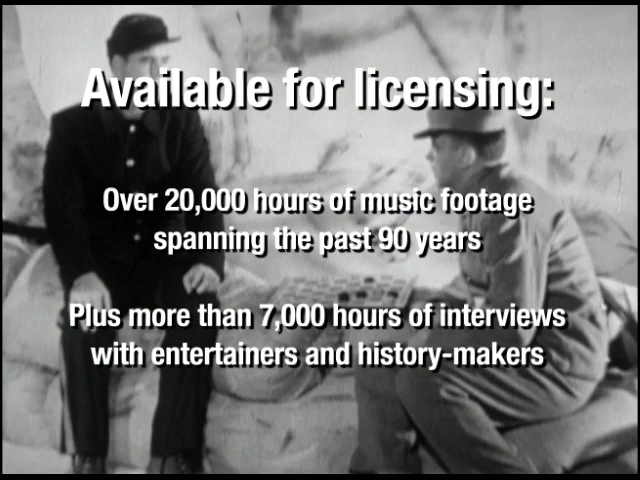 Available for licensing:
Over 20,000 hours of music footage
spanning the past 90 years
Plus more than 7,000 hours of interviews
with entertainers and history-makers